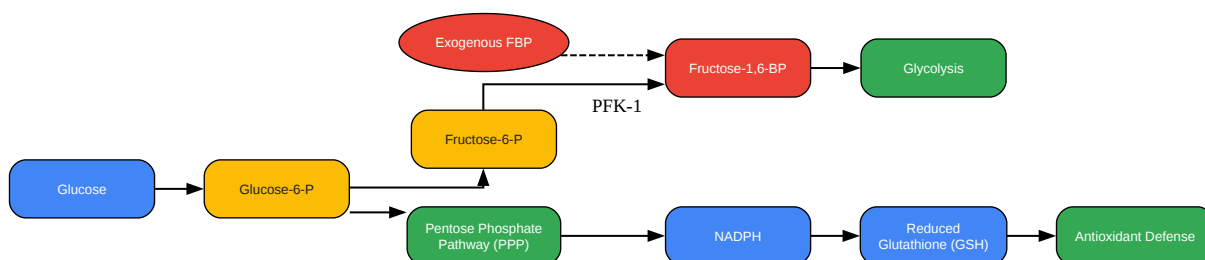 Exogenous FBP
Fructose-1,6-BP
Glycolysis
PFK-1
Fructose-6-P
Glucose
Glucose-6-P
Pentose Phosphate
Pathway (PPP)
NADPH
Reduced
Glutathione (GSH)
Antioxidant Defense